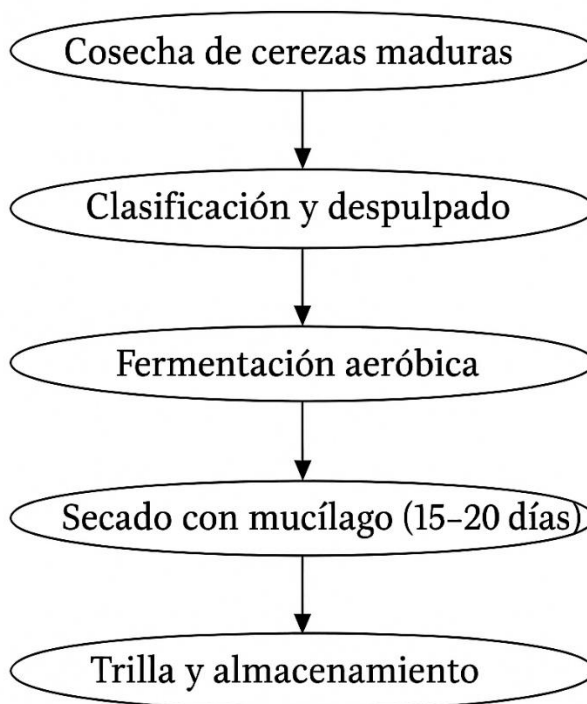 Cosecha de cerezas maduras
Clasificación y despulpado
Fermentación aeróbica
Secado con mucílago (15–20 días)
Trilla y almacenamiento